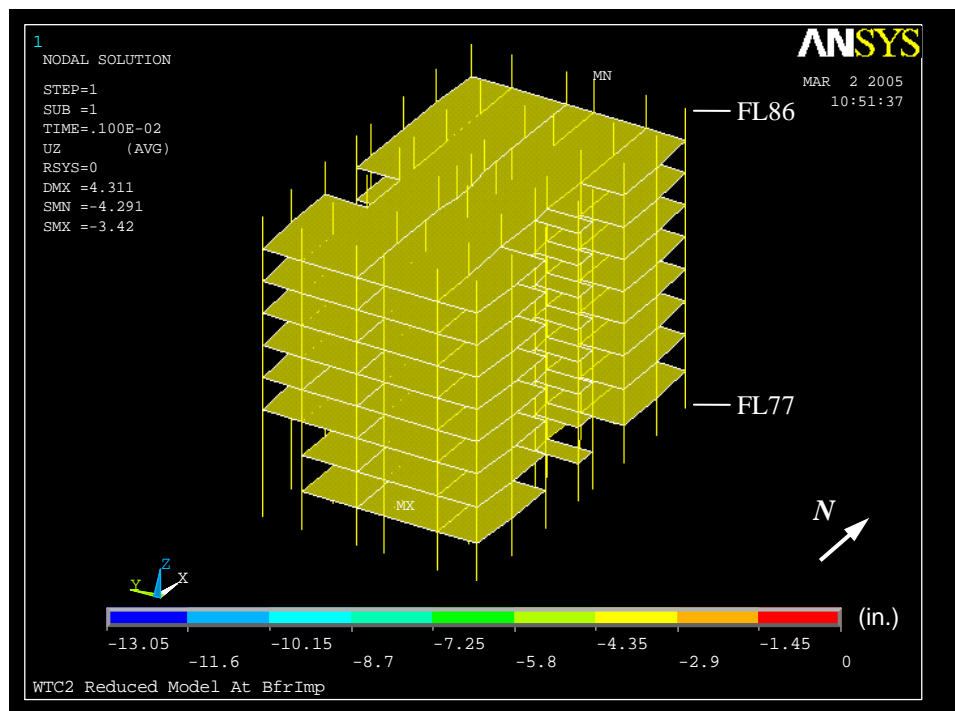 1
ANSYS
NODAL SOLUTION
MAR 2 2005
10:51:37
STEP=1
SUB =1
TIME=.100E-02
UZ (AVG)
RSYS=0
DMX =4.311
SMN =-4.291
SMX =-3.42
MN
FL86
FL77
MX
N
Z
Y
X
(in.)
-13.05 -10.15 -7.25 -4.35 -1.45
-11.6 -8.7 -5.8 -2.9 0
WTC2 Reduced Model At BfrImp